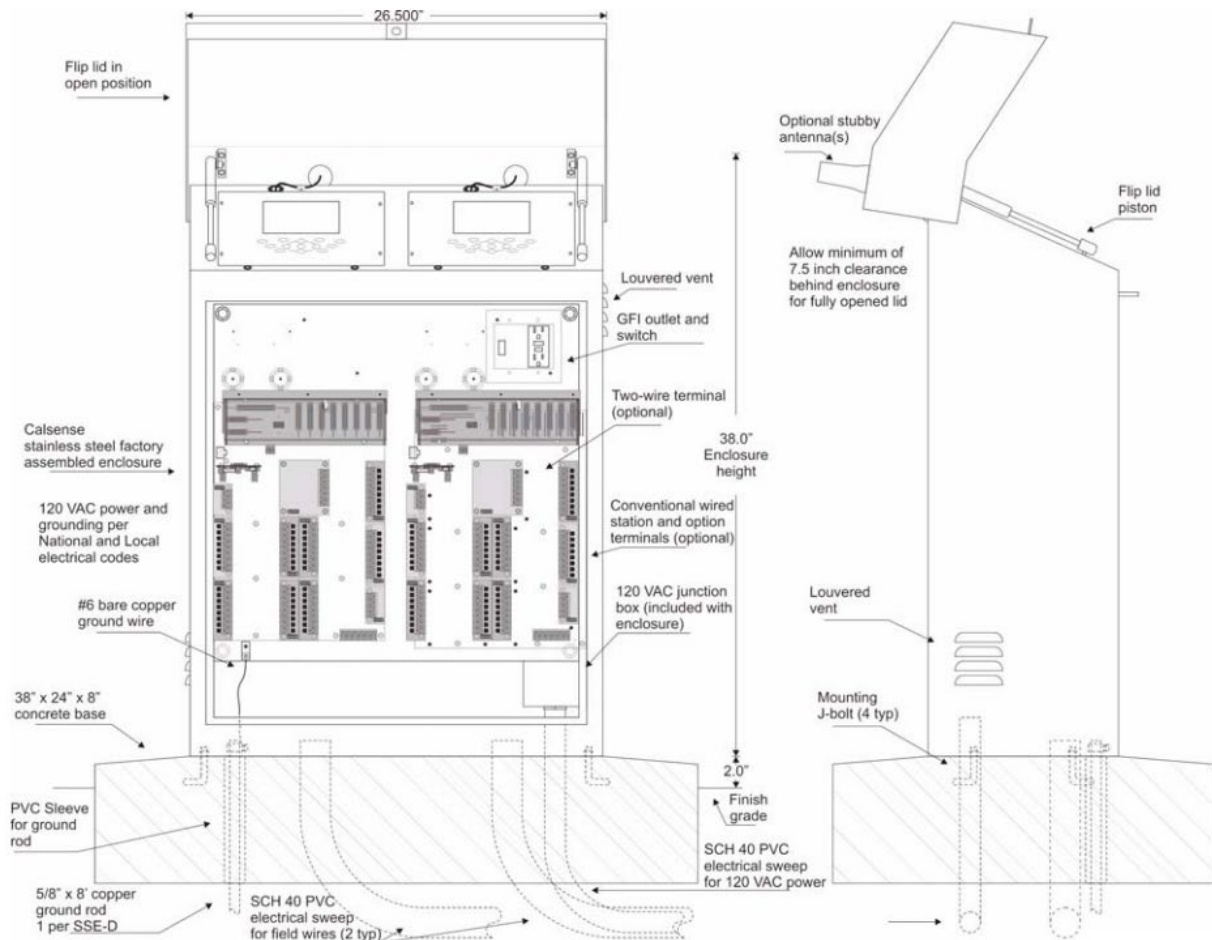 26.500"
Flip lid in
open position
Optional stubby
antenna(s)
Flip lid
piston
Allow minimum of
7.5 inch clearance
behind enclosure
for fully opened lid
Louvered vent
GFI outlet and
switch
Two-wire terminal
(optional)
Calsense
stainless steel factory
assembled enclosure
38.0"
Enclosure
height
120 VAC power and
grounding per
National and Local
electrical codes
Conventional wired
station and option
terminals (optional)
#6 bare copper
ground wire
120 VAC junction
box (included with
enclosure)
Louvered
vent
38" x 24" x 8"
concrete base
Mounting
J-bolt (4 typ)
2.0"
PVC Sleeve
for ground
rod
Finish
grade
SCH 40 PVC
electrical sweep
for 120 VAC power
5/8" x 8' copper
ground rod
1 per SSE-D
SCH 40 PVC
electrical sweep
for field wires (2 typ)